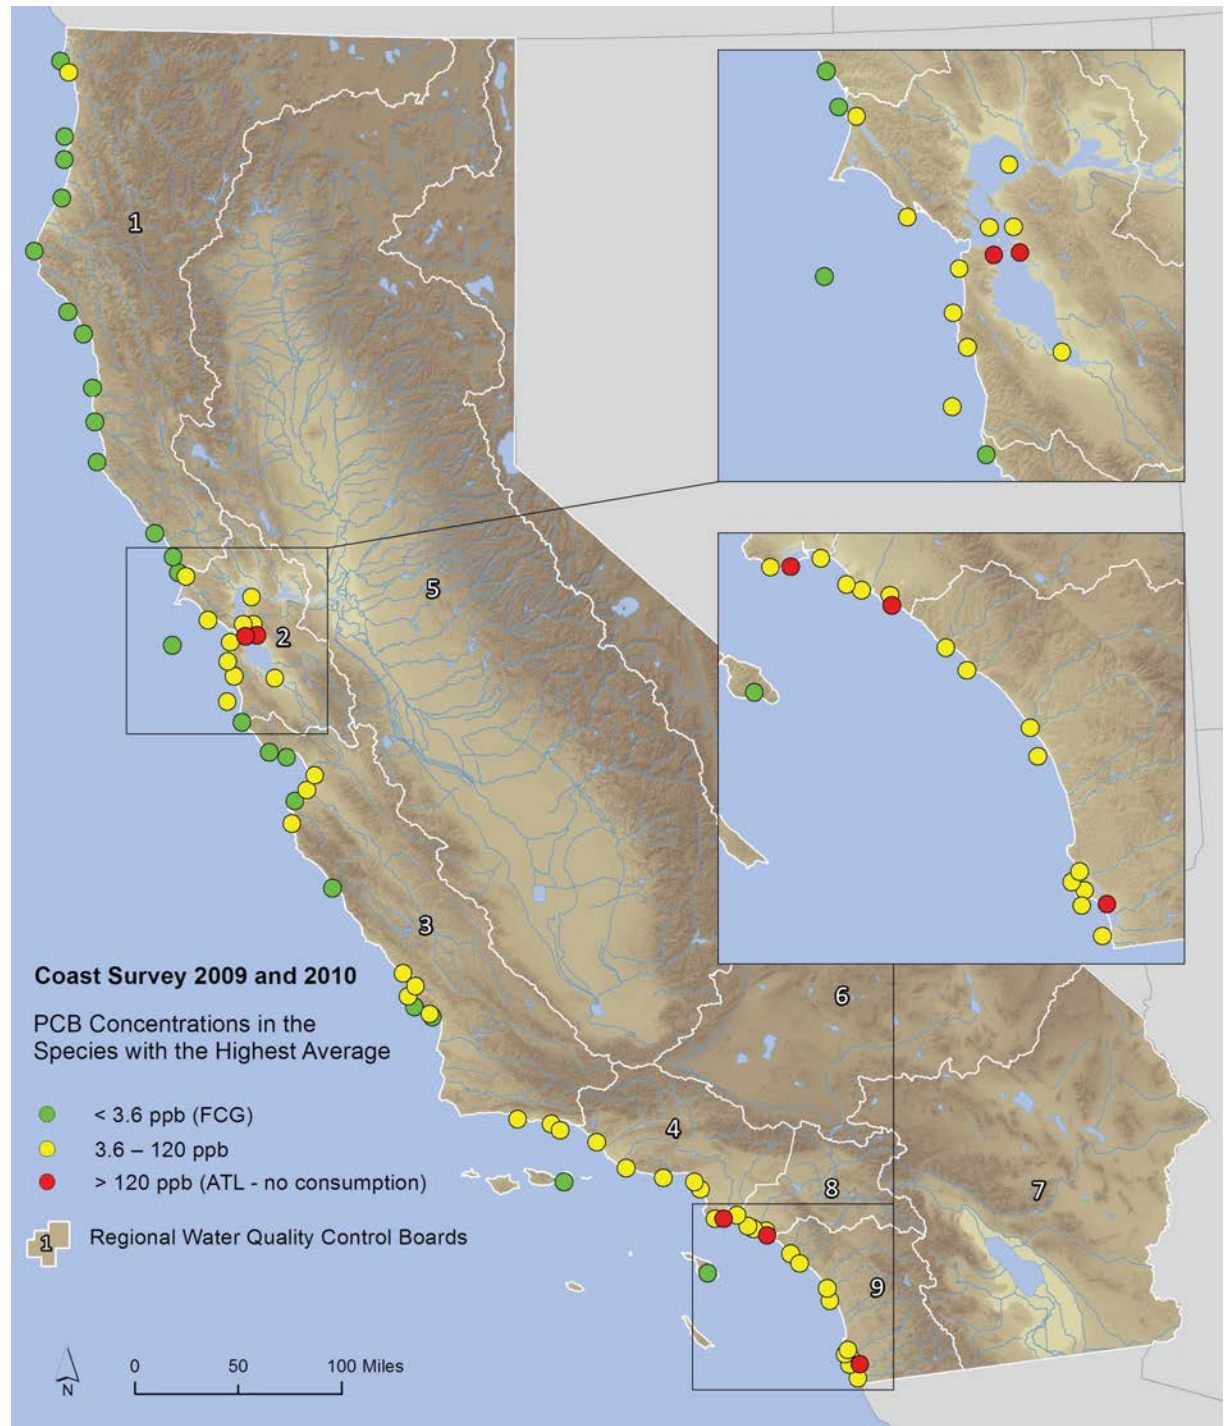 1
5
2
3
Coast Survey 2009 and 2010
PCB Concentrations in the
Species with the Highest Average
< 3.6 ppb (FCG)
3.6 – 120 ppb
> 120 ppb (ATL - no consumption)
1 Regional Water Quality Control Boards
6
4
8
7
9
N
0 50 100 Miles